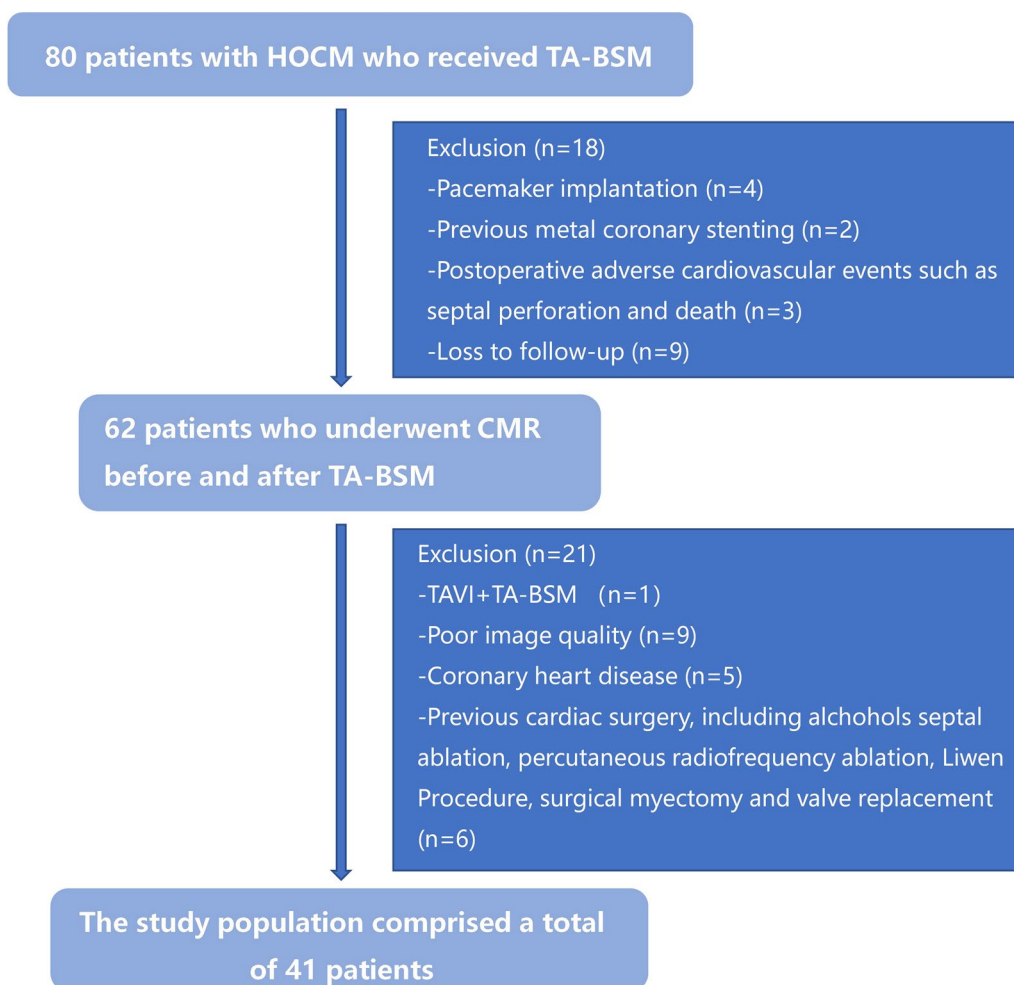 80 patients with HOCM who received TA-BSM
Exclusion (n=18)
-Pacemaker implantation (n=4)
-Previous metal coronary stenting (n=2)
-Postoperative adverse cardiovascular events such as
septal perforation and death (n=3)
-Loss to follow-up (n=9)
62 patients who underwent CMR
before and after TA-BSM
Exclusion (n=21)
-TAVI+TA-BSM （n=1)
-Poor image quality (n=9)
-Coronary heart disease (n=5)
-Previous cardiac surgery, including alchohols septal
ablation, percutaneous radiofrequency ablation, Liwen
Procedure, surgical myectomy and valve replacement
(n=6)
The study population comprised a total
of 41 patients